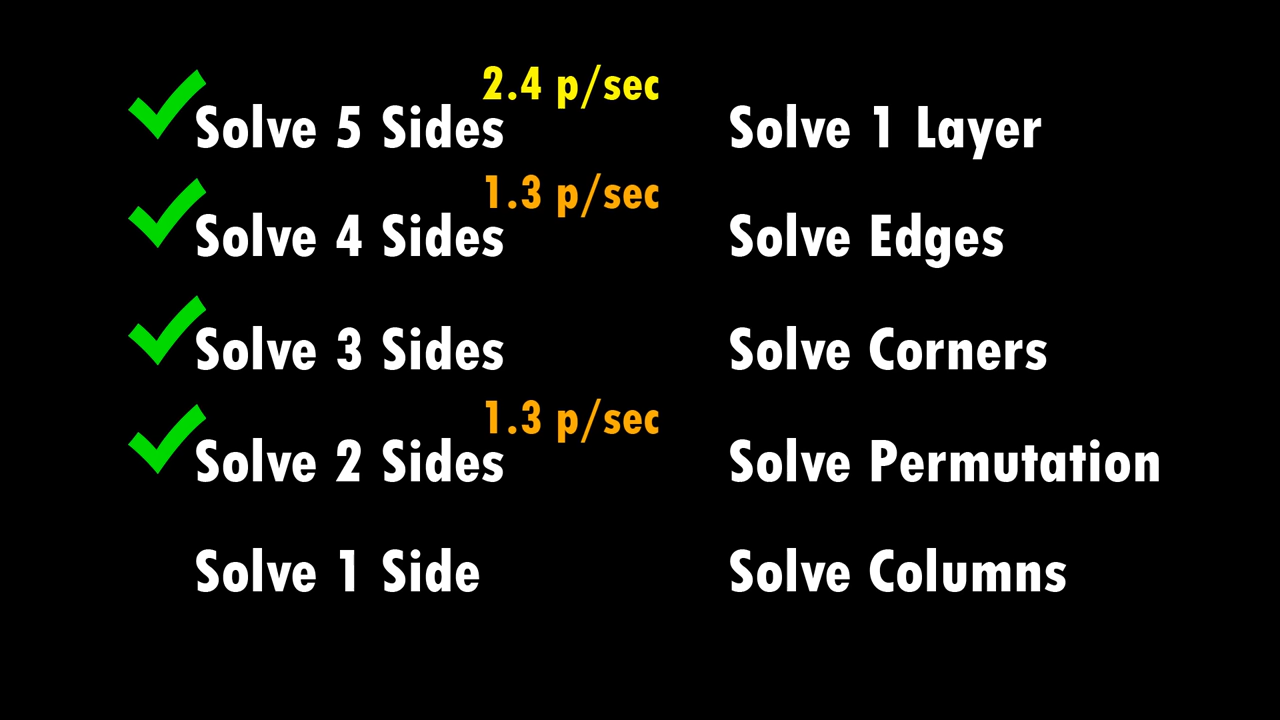 2.4 p/sec
Solve 5 Sides
1.3 p/sec
Solve 4 Sides
Solve 3 Sides
1.3 p/sec
Solve 2 Sides
Solve 1 Side
Solve 1 Layer
Solve Edges
Solve Corners
Solve Permutation
Solve Columns